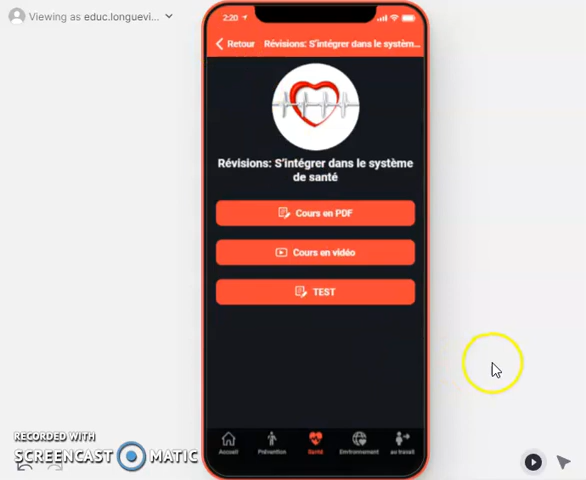 Viewing as educ.longuevi...
2:20
Retour Révisions: S'intégrer dans le systèm...
Révisions: S'intégrer dans le système
de santé
Cours en PDF
Cours en vidéo
TEST
Accueil Prévention Santé Environnement au travail
RECORDED WITH
SCREENCAST MATIC